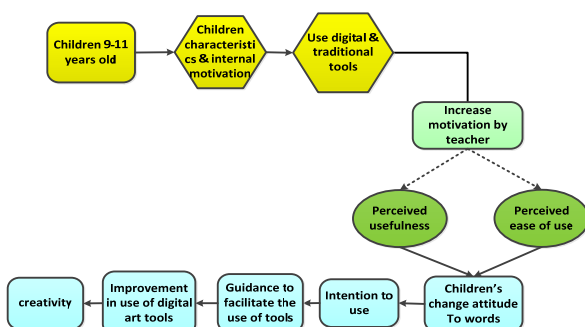 Children 9-11
years old
Children
characteristi
cs & internal
motivation
Use digital &
traditional
tools
Increase
motivation by
teacher
Perceived
usefulness
Perceived
ease of use
Children's
change attitude
To words
Intention to
use
Guidance to
facilitate the
use of tools
Improvement
in use of digital
art tools
creativity